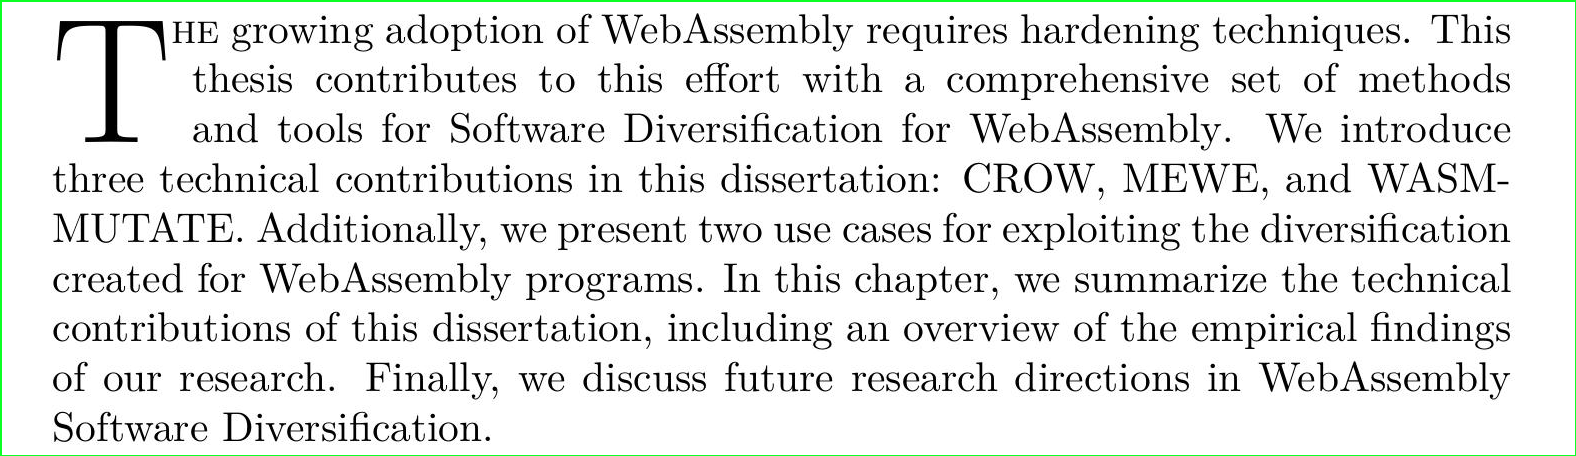 THE growing adoption of WebAssembly requires hardening techniques. This
thesis contributes to this effort with a comprehensive set of methods
and tools for Software Diversification for WebAssembly. We introduce
three technical contributions in this dissertation: CROW, MEWE, and WASM-
MUTATE. Additionally, we present two use cases for exploiting the diversification
created for WebAssembly programs. In this chapter, we summarize the technical
contributions of this dissertation, including an overview of the empirical findings
of our research. Finally, we discuss future research directions in WebAssembly
Software Diversification.